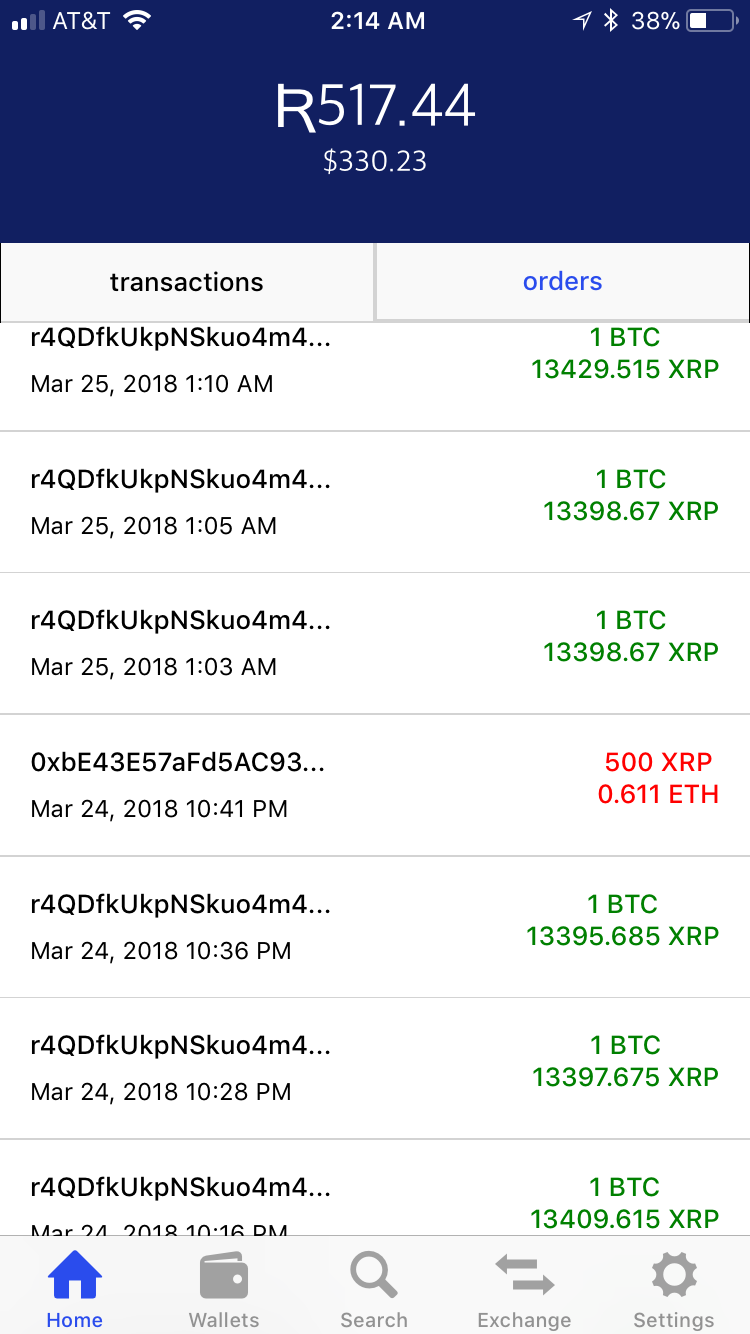 AT&T 2:14 AM 38%
Ʀ517.44
$330.23
transactions orders
r4QDfkUkpNSkuo4m4... 1 BTC
13429.515 XRP
Mar 25, 2018 1:10 AM
r4QDfkUkpNSkuo4m4... 1 BTC
13398.67 XRP
Mar 25, 2018 1:05 AM
r4QDfkUkpNSkuo4m4... 1 BTC
13398.67 XRP
Mar 25, 2018 1:03 AM
0xbE43E57aFd5AC93... 500 XRP
0.611 ETH
Mar 24, 2018 10:41 PM
r4QDfkUkpNSkuo4m4... 1 BTC
13395.685 XRP
Mar 24, 2018 10:36 PM
r4QDfkUkpNSkuo4m4... 1 BTC
13397.675 XRP
Mar 24, 2018 10:28 PM
r4QDfkUkpNSkuo4m4... 1 BTC
13409.615 XRP
Mar 24, 2018 10:16 PM
Home Wallets Search Exchange Settings